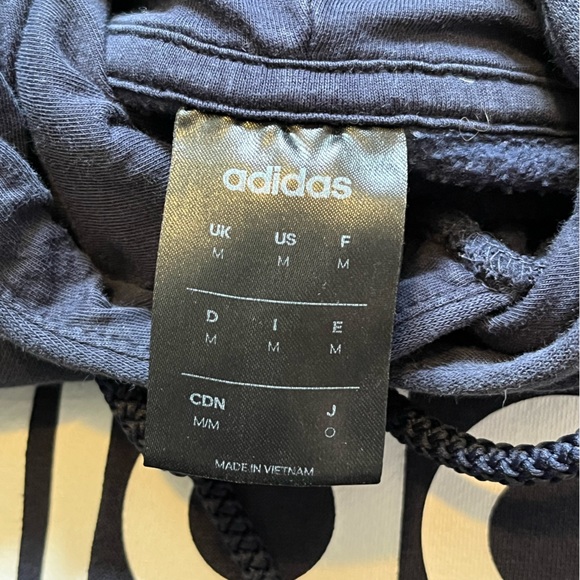 adidas
UK US F
M M M
D I E
M M M
CDN J
M/M O
MADE IN VIETNAM